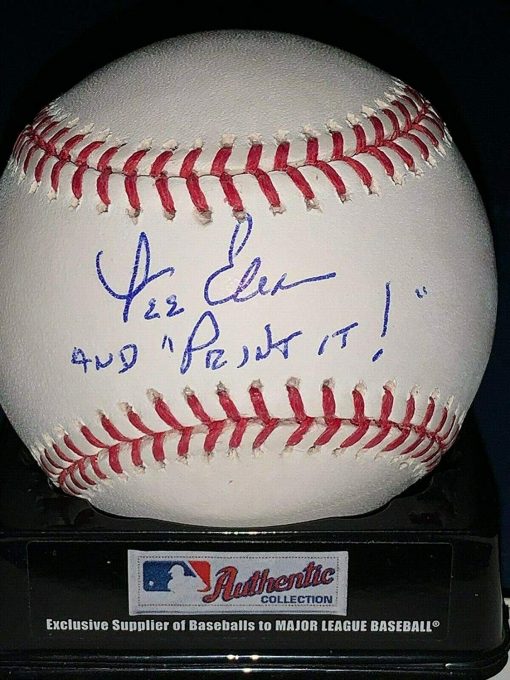 Lee Elia
AND "PRINT IT!"
Authentic
COLLECTION
Exclusive Supplier of Baseballs to MAJOR LEAGUE BASEBALL®